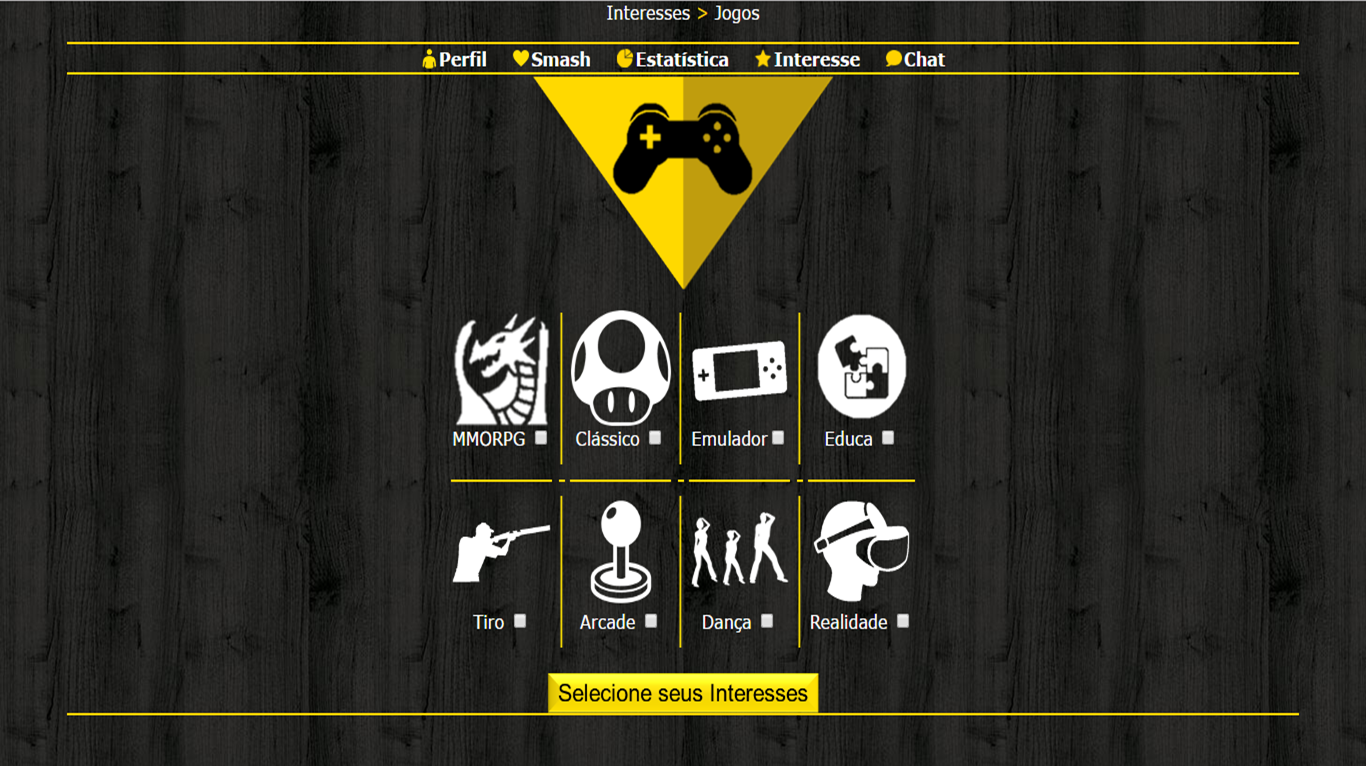 Interesses > Jogos
Perfil Smash Estatística Interesse Chat
MMORPG Clássico Emulador Educa
Tiro Arcade Dança Realidade
Selecione seus Interesses